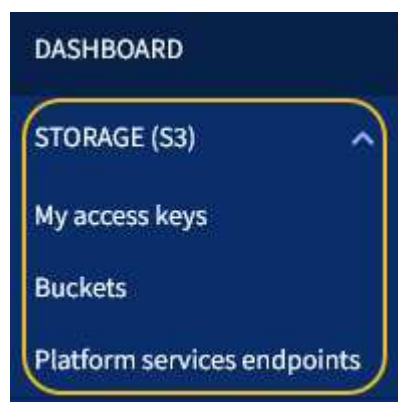 DASHBOARD
STORAGE (S3)
My access keys
Buckets
Platform services endpoints